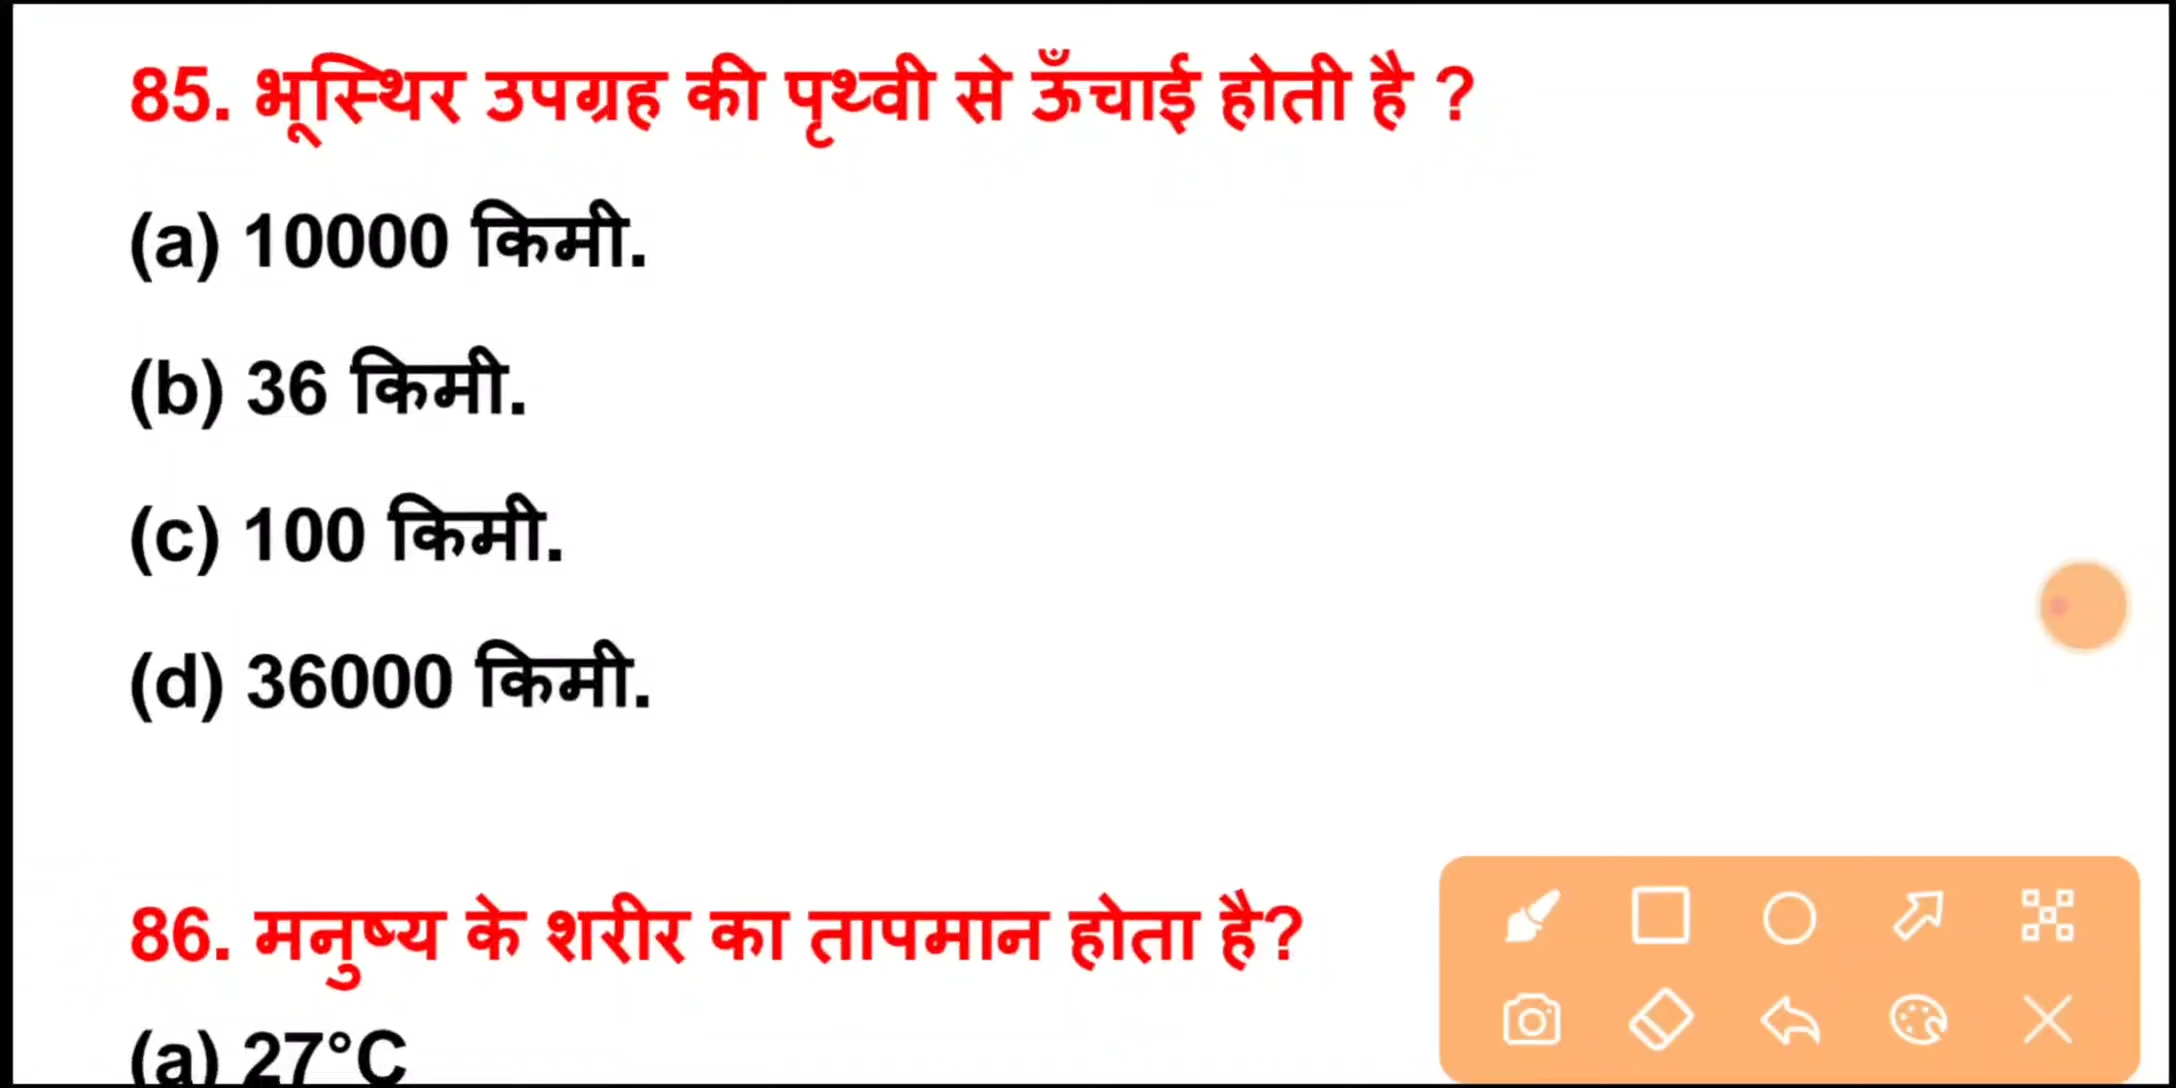 85. भूस्थिर उपग्रह की पृथ्वी से ऊँचाई होती है ?
(a) 10000 किमी.
(b) 36 किमी.
(c) 100 किमी.
(d) 36000 किमी.
86. मनुष्य के शरीर का तापमान होता है?
(a) 27°C